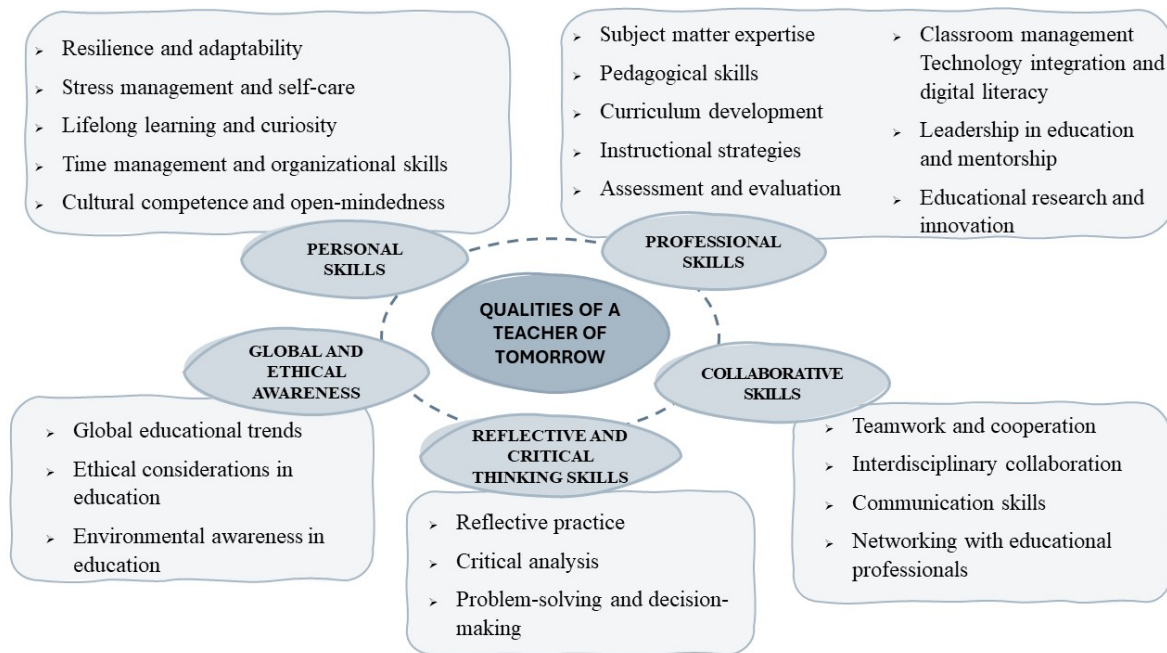 Resilience and adaptability
Stress management and self-care
Lifelong learning and curiosity
Time management and organizational skills
Cultural competence and open-mindedness
Subject matter expertise
Pedagogical skills
Curriculum development
Instructional strategies
Assessment and evaluation
Classroom management
Technology integration and
digital literacy
Leadership in education
and mentorship
Educational research and
innovation
PERSONAL
SKILLS
PROFESSIONAL
SKILLS
QUALITIES OF A
TEACHER OF
TOMORROW
GLOBAL AND
ETHICAL
AWARENESS
COLLABORATIVE
SKILLS
REFLECTIVE AND
CRITICAL
THINKING SKILLS
Global educational trends
Ethical considerations in
education
Environmental awareness in
education
Reflective practice
Critical analysis
Problem-solving and decision-
making
Teamwork and cooperation
Interdisciplinary collaboration
Communication skills
Networking with educational
professionals